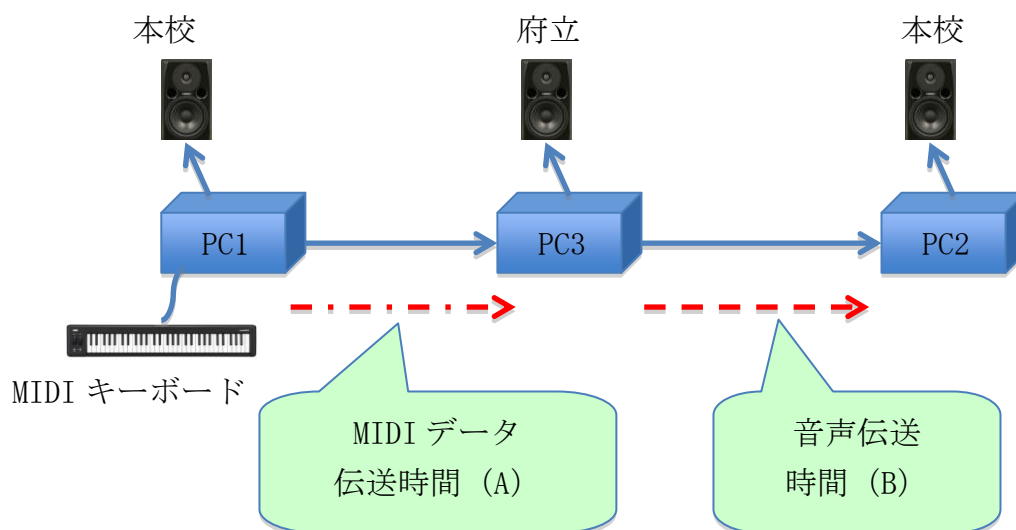 本校
府立
本校
PC1
PC3
PC2
MIDI キーボード
MIDI データ
伝送時間 (A)
音声伝送
時間 (B)